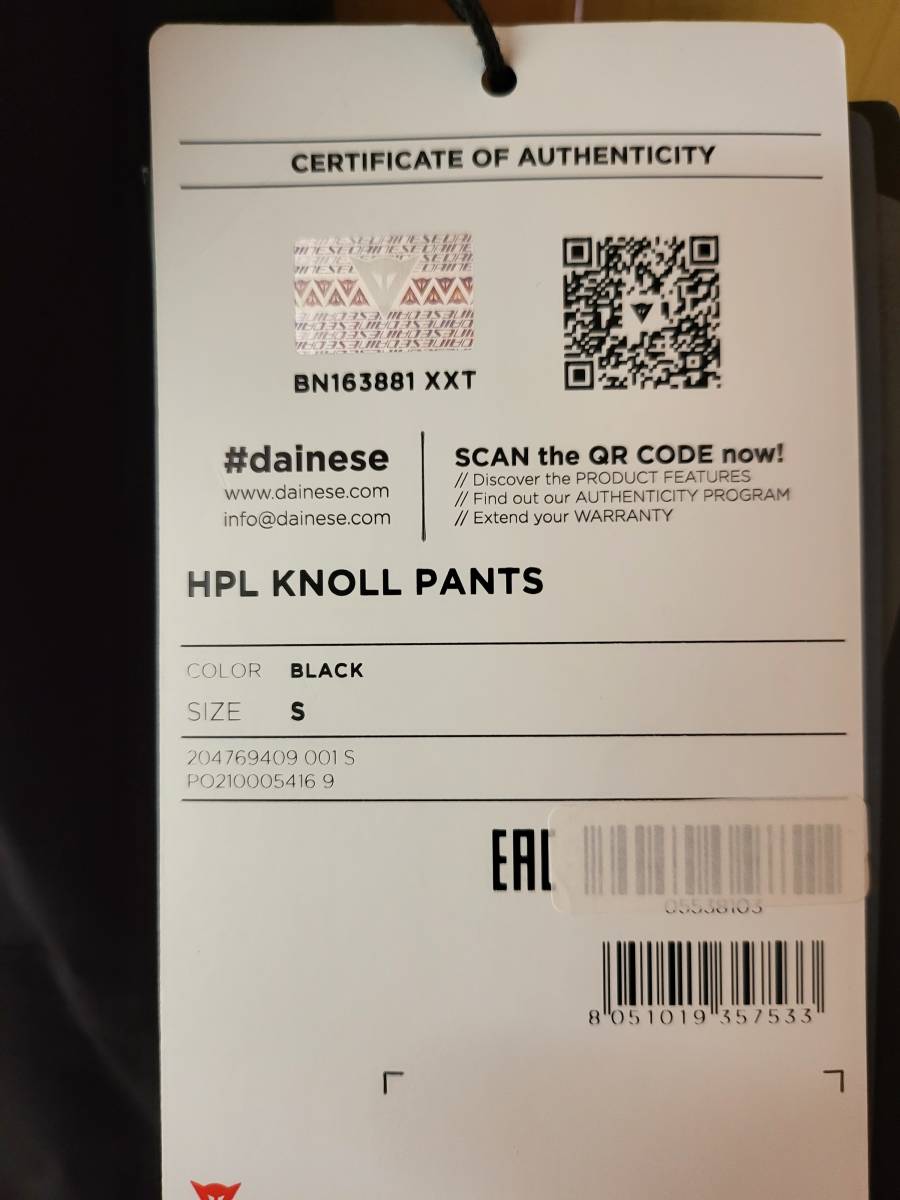 CERTIFICATE OF AUTHENTICITY
BN163881 XXT
#dainese
www.dainese.com
info@dainese.com
SCAN the QR CODE now!
// Discover the PRODUCT FEATURES
// Find out our AUTHENTICITY PROGRAM
// Extend your WARRANTY
HPL KNOLL PANTS
COLOR BLACK
SIZE S
204769409 001 S
PO210005416 9
EAC
05538103
8 051019 357533